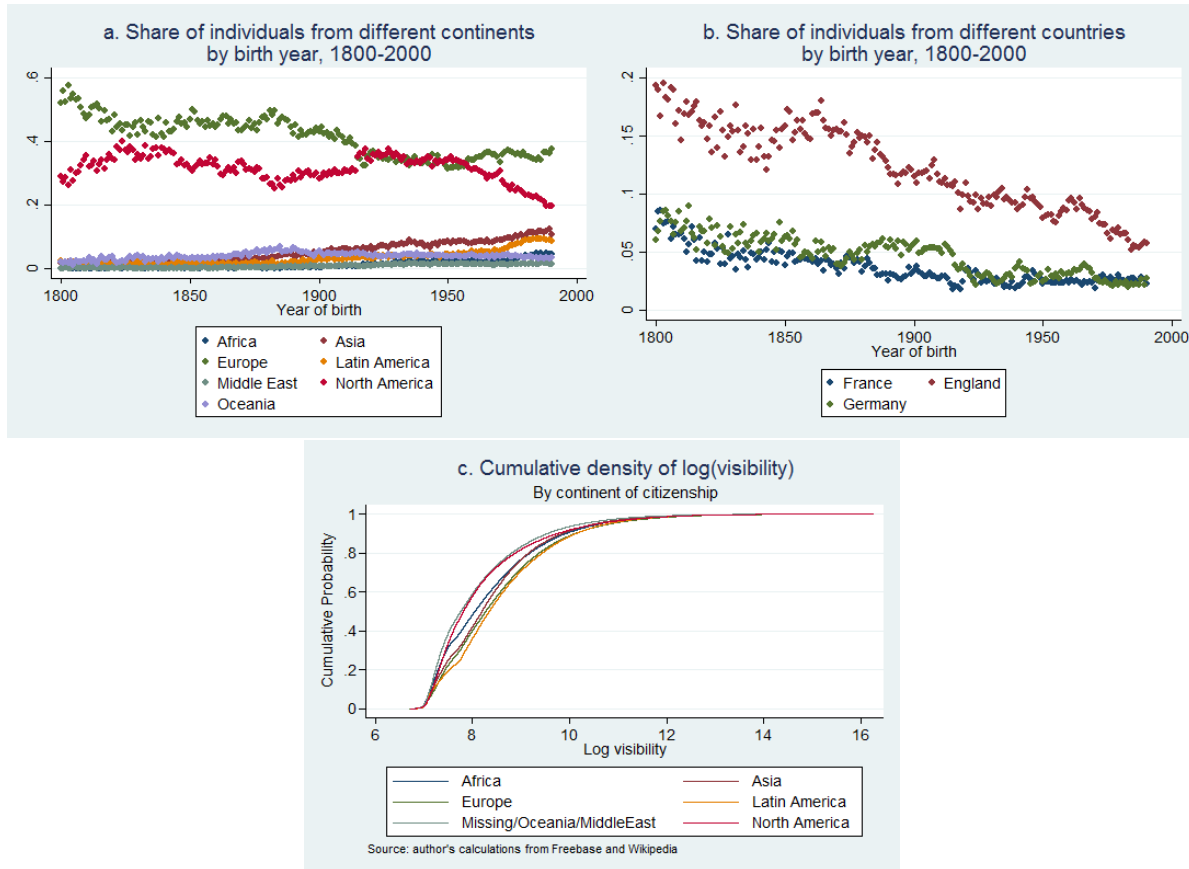 a. Share of individuals from different continents
by birth year, 1800-2000
.6
.4
.2
0
1800
1850
1900
1950
2000
Year of birth
Africa
Asia
Europe
Latin America
Middle East
North America
Oceania
b. Share of individuals from different countries
by birth year, 1800-2000
.2
.15
.1
.05
0
1800
1850
1900
1950
2000
Year of birth
France
England
Germany
c. Cumulative density of log(visibility)
By continent of citizenship
Cumulative Probability
1
.8
.6
.4
.2
0
6
8
10
12
14
16
Log visibility
Africa
Asia
Europe
Latin America
Missing/Oceania/MiddleEast
North America
Source: author's calculations from Freebase and Wikipedia